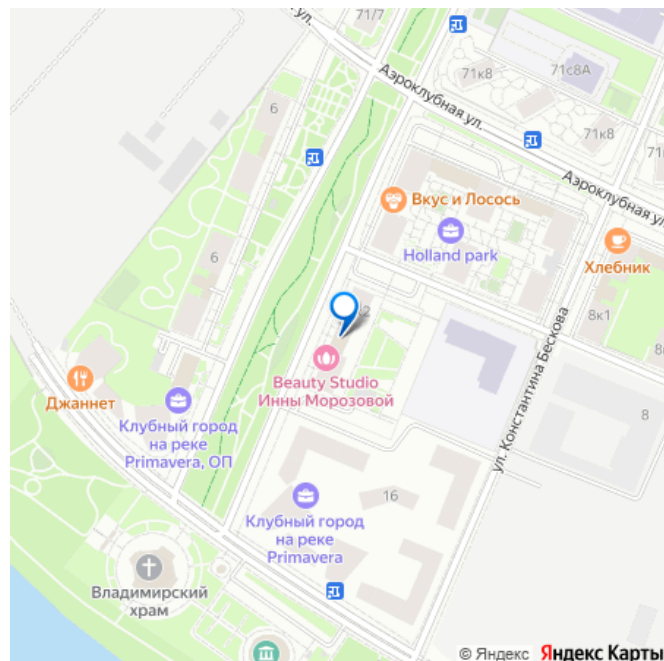 71/7
ул.
Аэроклубная ул.
71к8
71с8А
71к8
71
6
Аэроклубная ул.
Вкус и Лосось
Holland park
Хлебник
6
2
8к1
Beauty Studio
Инны Морозовой
Джаннет
Клубный город
на реке
Primavera, ОП
ул. Константина Бескова
8
16
Клубный город
на реке
Primavera
Владимирский
храм
© Яндекс Яндекс Карты